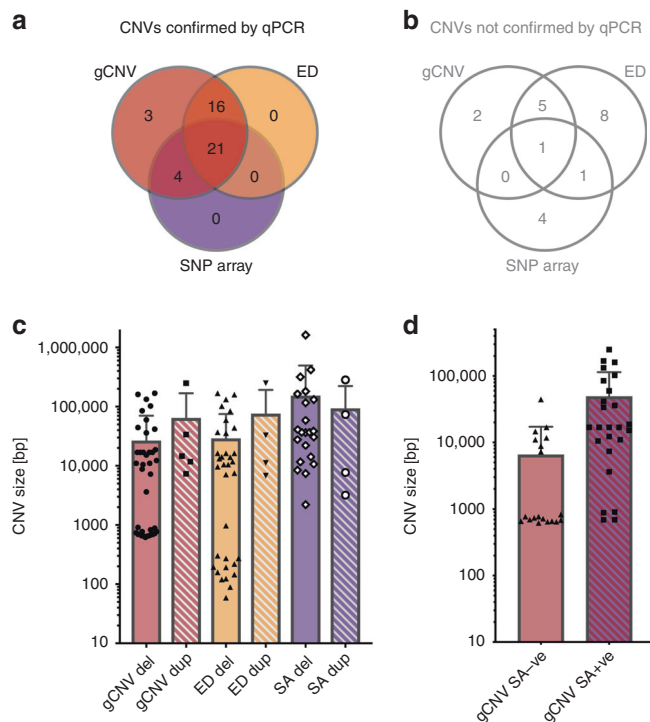 a
CNVs confirmed by qPCR
gCNV
ED
3
16
0
21
4
0
0
SNP array
b
CNVs not confirmed by qPCR
gCNV
ED
2
5
8
1
0
1
4
SNP array
c
CNV size [bp]
1,000,000
100,000
10,000
1000
100
10
gCNV del
gCNV dup
ED del
ED dup
SA del
SA dup
d
CNV size [bp]
100,000
10,000
1000
100
10
gCNV SA–ve
gCNV SA+ve